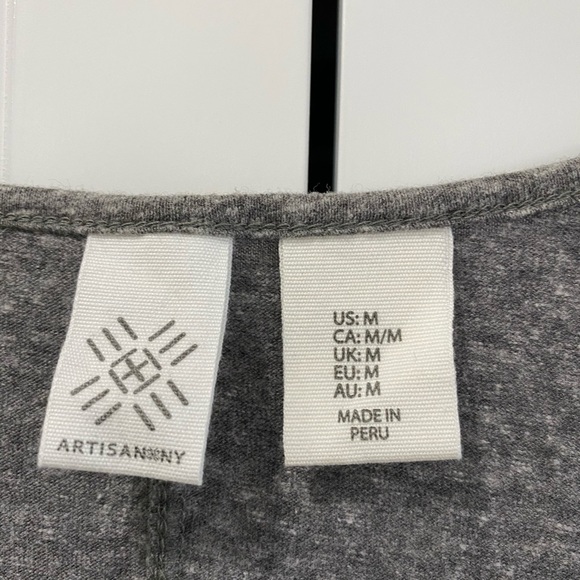 ARTISAN NY
US: M
CA: M/M
UK: M
EU: M
AU: M
MADE IN
PERU